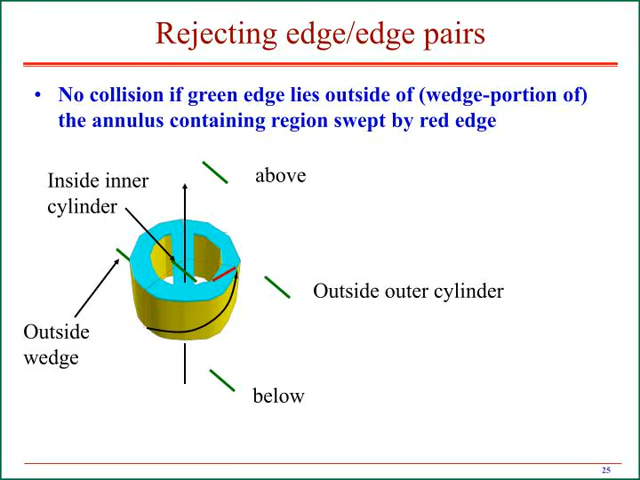 Rejecting edge/edge pairs
• No collision if green edge lies outside of (wedge-portion of)
the annulus containing region swept by red edge
Inside inner
cylinder
above
Outside outer cylinder
Outside
wedge
below
25